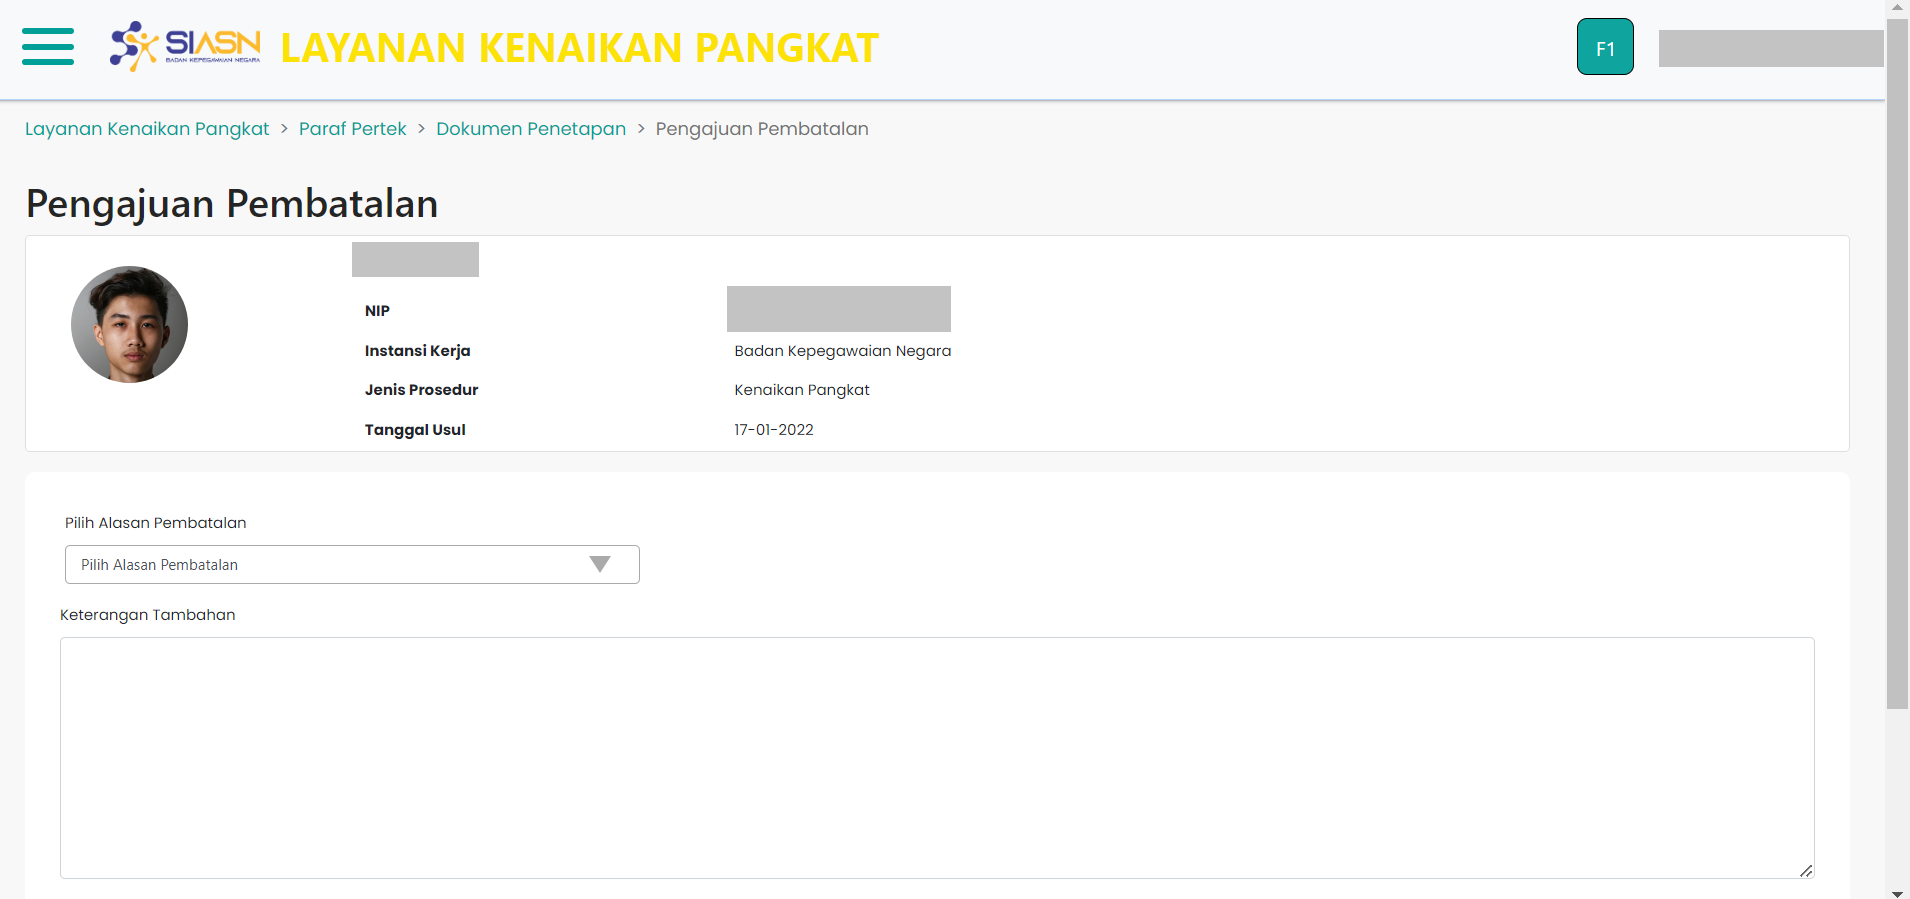 SIASN
BADAN KEPEGAWAIAN NEGARA
LAYANAN KENAIKAN PANGKAT
F1
Layanan Kenaikan Pangkat > Paraf Pertek > Dokumen Penetapan > Pengajuan Pembatalan
Pengajuan Pembatalan
NIP
Instansi Kerja Badan Kepegawaian Negara
Jenis Prosedur Kenaikan Pangkat
Tanggal Usul 17-01-2022
Pilih Alasan Pembatalan
Pilih Alasan Pembatalan
Keterangan Tambahan